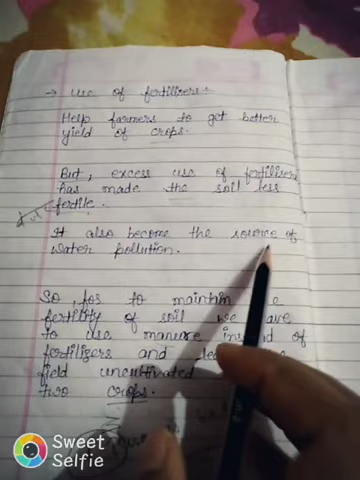 → Use of fertilizers :-
Help farmers to get better
yield of crops.
But, excess use of fertilizers
has made the soil less
fertile.
It also become the source of
water pollution.
So, for to maintain
fertility of soil we have
to use manure instead of
fertilizers and
field uncultivated
two crops.
Sweet
Selfie